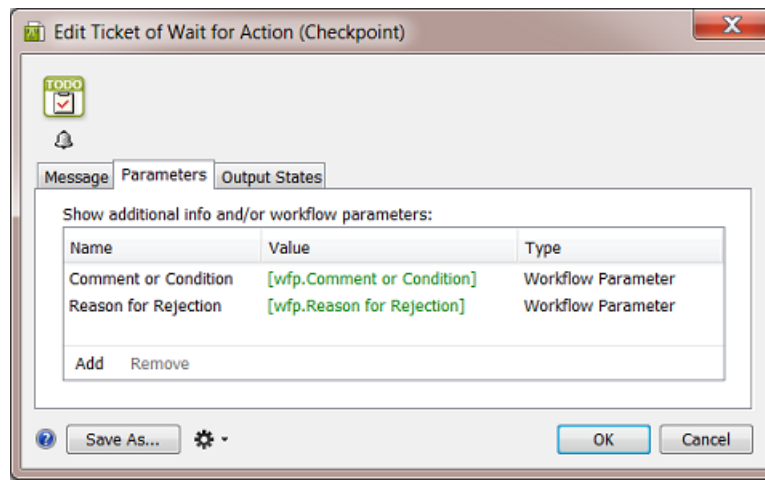 Edit Ticket of Wait for Action (Checkpoint)
TODO
Message Parameters Output States
Show additional info and/or workflow parameters:
Name Value Type
Comment or Condition [wfp.Comment or Condition] Workflow Parameter
Reason for Rejection [wfp.Reason for Rejection] Workflow Parameter
Add Remove
Save As... OK Cancel